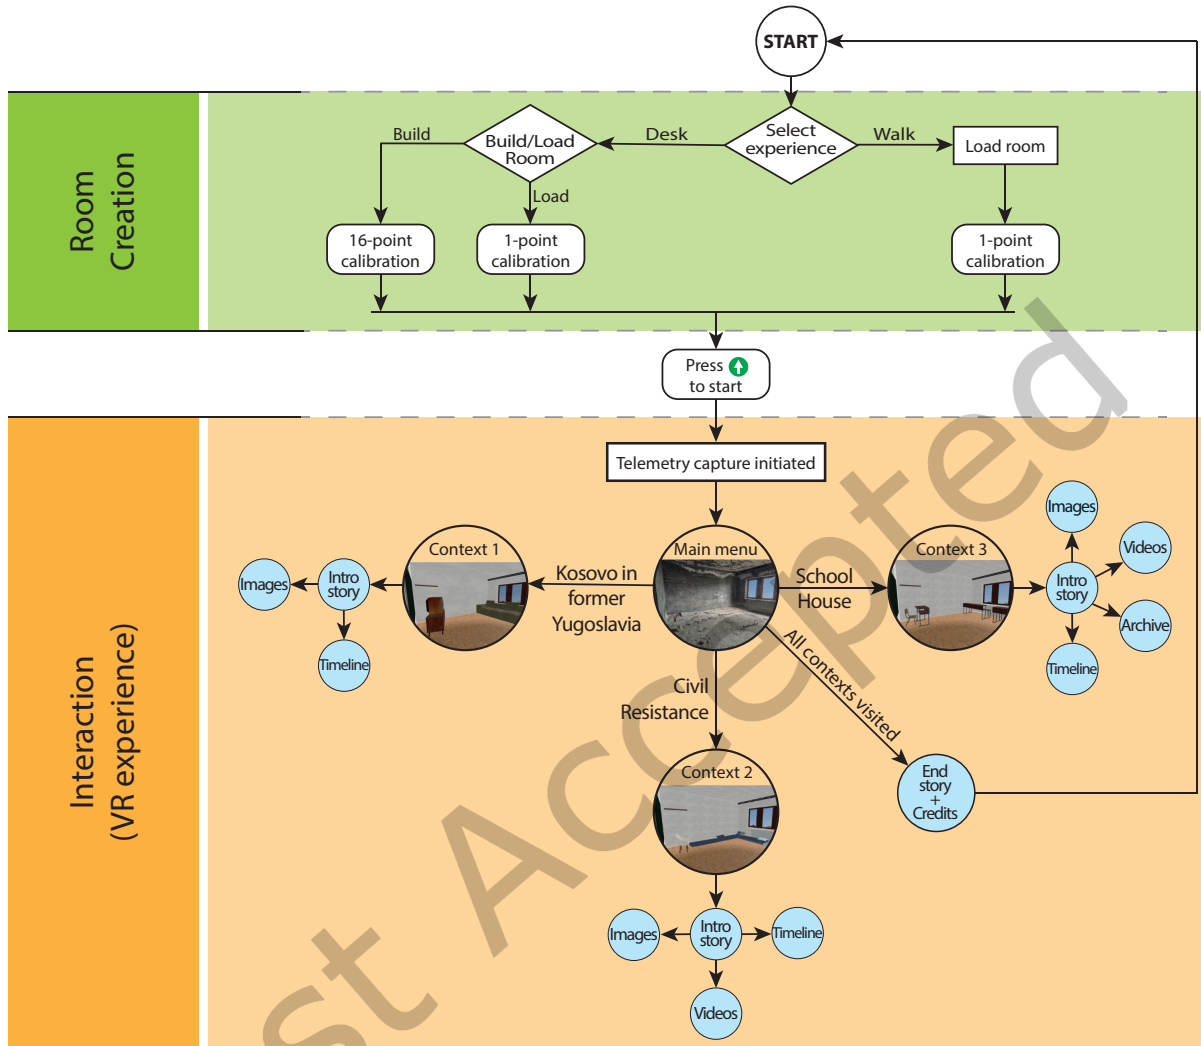 START
Room
Creation
Build
Build/Load
Room
Desk
Select
experience
Walk
Load room
Load
16-point
calibration
1-point
calibration
1-point
calibration
Press
to start
Interaction
(VR experience)
Telemetry capture initiated
Context 1
Main menu
Context 3
Images
Intro
story
Timeline
Kosovo in
former
Yugoslavia
School
House
Images
Videos
Intro
story
Archive
Timeline
Civil
Resistance
All contexts visited
Context 2
End
story
+
Credits
Images
Intro
story
Timeline
Videos
st Accepted